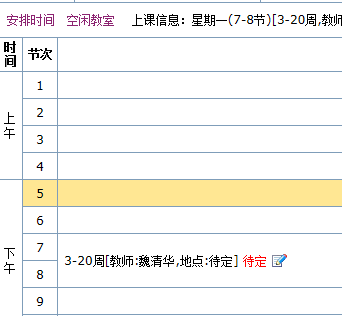 安排时间 空闲教室 上课信息：星期一(7-8节)[3-20周,教师
时间 节次
上午
1
2
3
4
5
6
下午
7
3-20周[教师:魏清华,地点:待定] 待定
8
9